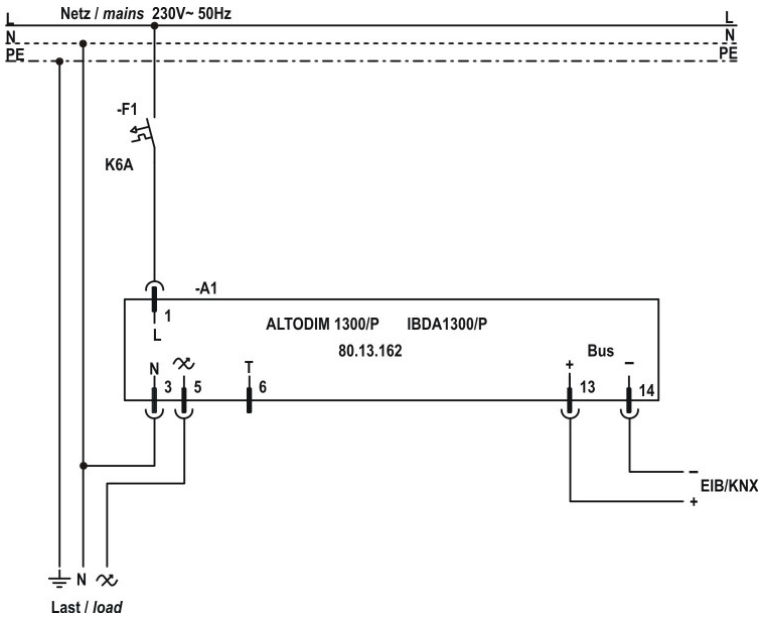 Netz / mains 230V~ 50Hz
L L
N N
PE PE
-F1
K6A
-A1
1
L
ALTODIM 1300/P IBDA1300/P
80.13.162
Bus
N T + −
3 5 6 13 14
−
EIB/KNX
+
N
Last / load